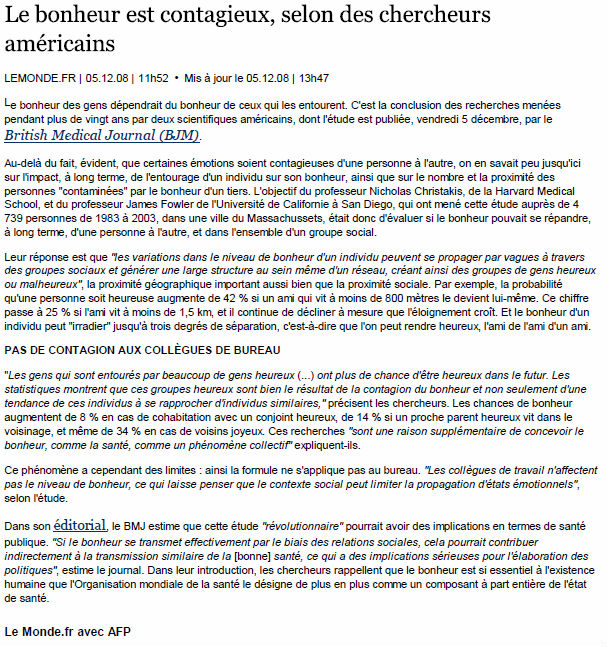 Le bonheur est contagieux, selon des chercheurs
américains
LEMONDE.FR | 05.12.08 | 11h52 • Mis à jour le 05.12.08 | 13h47
Le bonheur des gens dépendrait du bonheur de ceux qui les entourent. C'est la conclusion des recherches menées
pendant plus de vingt ans par deux scientifiques américains, dont l'étude est publiée, vendredi 5 décembre, par le
British Medical Journal (BJM).
Au-delà du fait, évident, que certaines émotions soient contagieuses d'une personne à l'autre, on en savait peu jusqu'ici
sur l'impact, à long terme, de l'entourage d'un individu sur son bonheur, ainsi que sur le nombre et la proximité des
personnes "contaminées" par le bonheur d'un tiers. L'objectif du professeur Nicholas Christakis, de la Harvard Medical
School, et du professeur James Fowler de l'Université de Californie à San Diego, qui ont mené cette étude auprès de 4
739 personnes de 1983 à 2003, dans une ville du Massachussets, était donc d'évaluer si le bonheur pouvait se répandre,
à long terme, d'une personne à l'autre, et dans l'ensemble d'un groupe social.
Leur réponse est que "les variations dans le niveau de bonheur d'un individu peuvent se propager par vagues à travers
des groupes sociaux et générer une large structure au sein même d'un réseau, créant ainsi des groupes de gens heureux
ou malheureux", la proximité géographique important aussi bien que la proximité sociale. Par exemple, la probabilité
qu'une personne soit heureuse augmente de 42 % si un ami qui vit à moins de 800 mètres le devient lui-même. Ce chiffre
passe à 25 % si l'ami vit à moins de 1,5 km, et il continue de décliner à mesure que l'éloignement croît. Et le bonheur d'un
individu peut "irradier" jusqu'à trois degrés de séparation, c'est-à-dire que l'on peut rendre heureux, l'ami de l'ami d'un ami.
PAS DE CONTAGION AUX COLLÈGUES DE BUREAU
"Les gens qui sont entourés par beaucoup de gens heureux (...) ont plus de chance d'être heureux dans le futur. Les
statistiques montrent que ces groupes heureux sont bien le résultat de la contagion du bonheur et non seulement d'une
tendance de ces individus à se rapprocher d'individus similaires," précisent les chercheurs. Les chances de bonheur
augmentent de 8 % en cas de cohabitation avec un conjoint heureux, de 14 % si un proche parent heureux vit dans le
voisinage, et même de 34 % en cas de voisins joyeux. Ces recherches "sont une raison supplémentaire de concevoir le
bonheur, comme la santé, comme un phénomène collectif" expliquent-ils.
Ce phénomène a cependant des limites : ainsi la formule ne s'applique pas au bureau. "Les collègues de travail n'affectent
pas le niveau de bonheur, ce qui laisse penser que le contexte social peut limiter la propagation d'états émotionnels",
selon l'étude.
Dans son éditorial, le BMJ estime que cette étude "révolutionnaire" pourrait avoir des implications en termes de santé
publique. "Si le bonheur se transmet effectivement par le biais des relations sociales, cela pourrait contribuer
indirectement à la transmission similaire de la [bonne] santé, ce qui a des implications sérieuses pour l'élaboration des
politiques", estime le journal. Dans leur introduction, les chercheurs rappellent que le bonheur est si essentiel à l'existence
humaine que l'Organisation mondiale de la santé le désigne de plus en plus comme un composant à part entière de l'état
de santé.
Le Monde.fr avec AFP